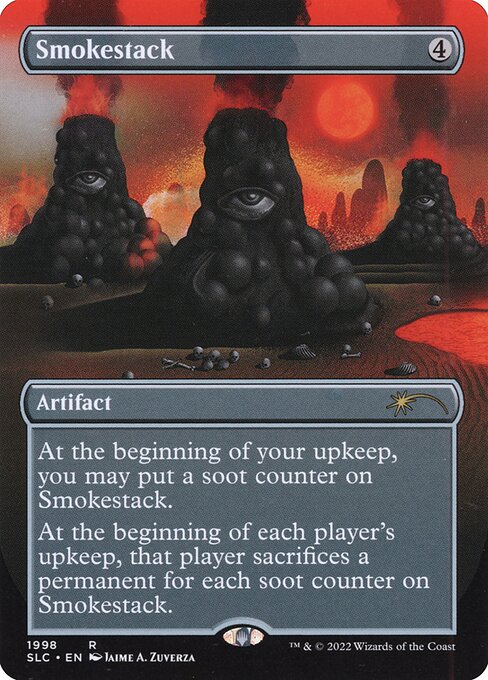 Smokestack 4
Artifact
At the beginning of your upkeep,
you may put a soot counter on
Smokestack.
At the beginning of each player's
upkeep, that player sacrifices a
permanent for each soot counter on
Smokestack.
1998 R
SLC • EN Jaime A. Zuverza
™ & © 2022 Wizards of the Coast